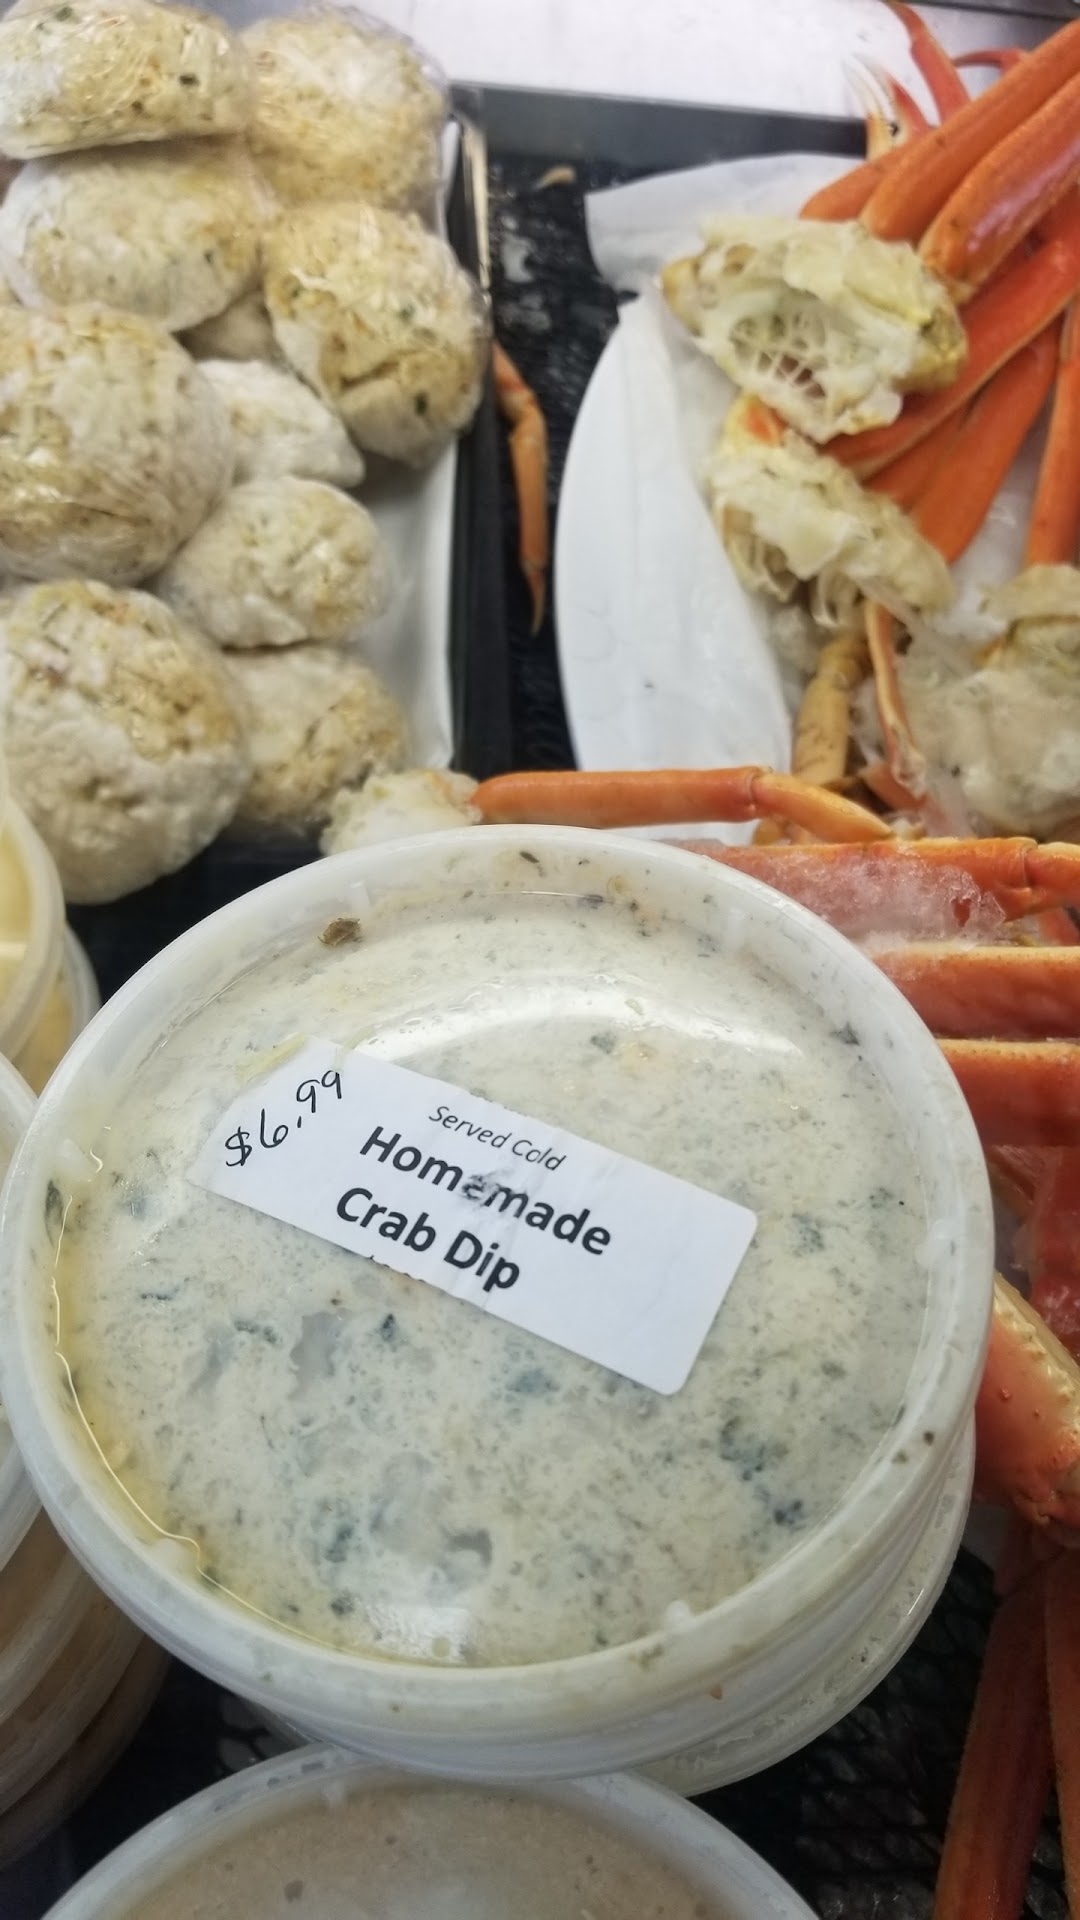 $6.99
Served Cold
Homemade
Crab Dip